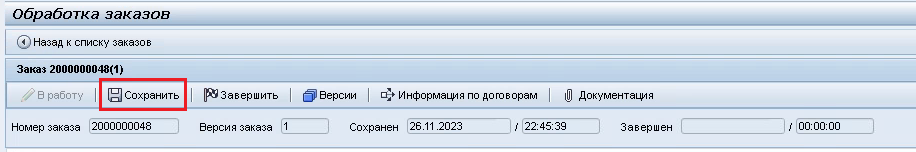 Обработка заказов
Назад к списку заказов
Заказ 2000000048(1)
В работу Сохранить Завершить Версии Информация по договорам Документация
Номер заказа 2000000048 Версия заказа 1 Сохранен 26.11.2023 / 22:45:39 Завершен / 00:00:00